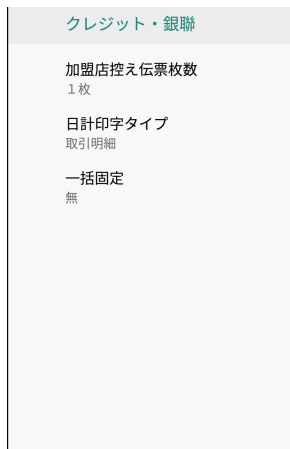 クレジット・銀聯
加盟店控え伝票枚数
１枚
日計印字タイプ
取引明細
一括固定
無